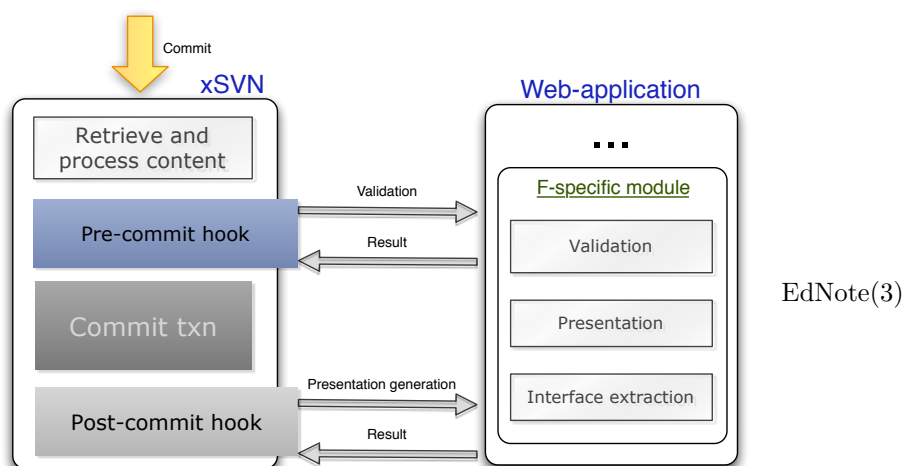 Commit
xSVN
Web-application
Retrieve and
process content
...
F-specific module
Validation
Pre-commit hook
Result
Validation
EdNote(3)
Commit txn
Presentation
Presentation generation
Interface extraction
Post-commit hook
Result